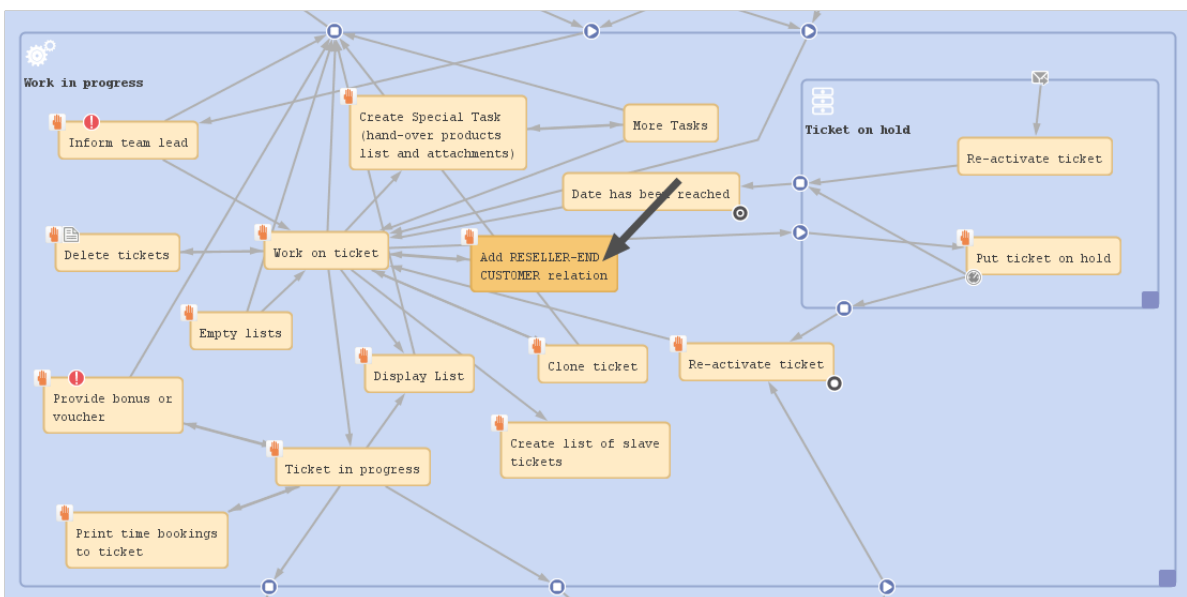 Work in progress
Create Special Task
(hand-over products
list and attachments)
More Tasks
Inform team lead
Ticket on hold
Re-activate ticket
Date has been reached
Delete tickets
Work on ticket
Add RESELLER-END
CUSTOMER relation
Put ticket on hold
Empty lists
Display List
Clone ticket
Re-activate ticket
Provide bonus or
voucher
Create list of slave
tickets
Ticket in progress
Print time bookings
to ticket